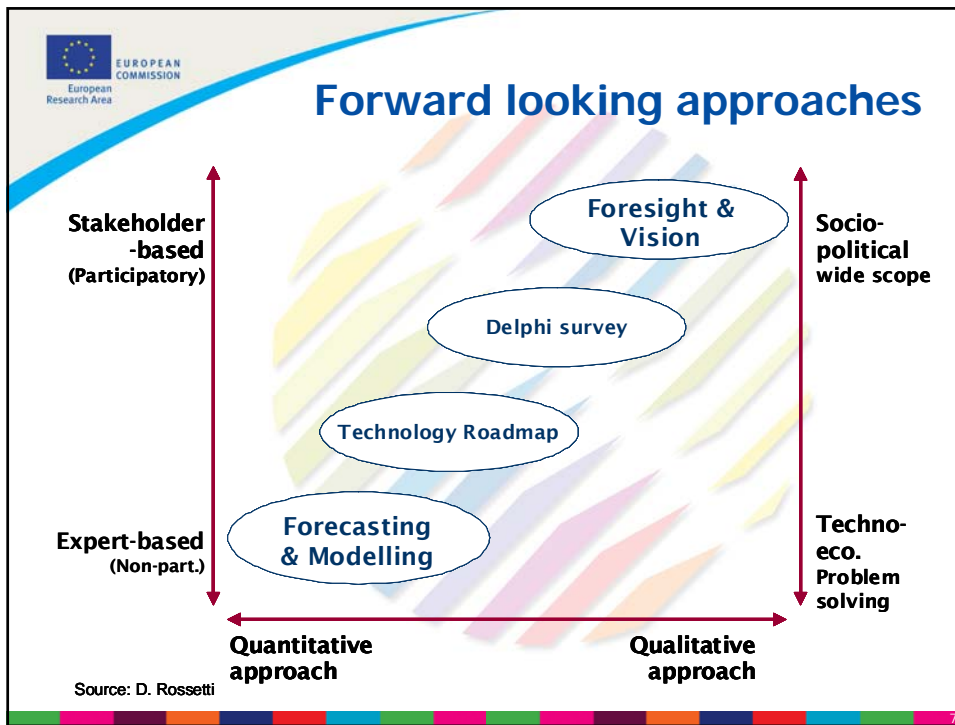 EUROPEAN
COMMISSION
European
Research Area
Forward looking approaches
Stakeholder
-based
(Participatory)
Foresight &
Vision
Socio-
political
wide scope
Delphi survey
Technology Roadmap
Expert-based
(Non-part.)
Forecasting
& Modelling
Techno-
eco.
Problem
solving
Quantitative
approach
Qualitative
approach
Source: D. Rossetti
7